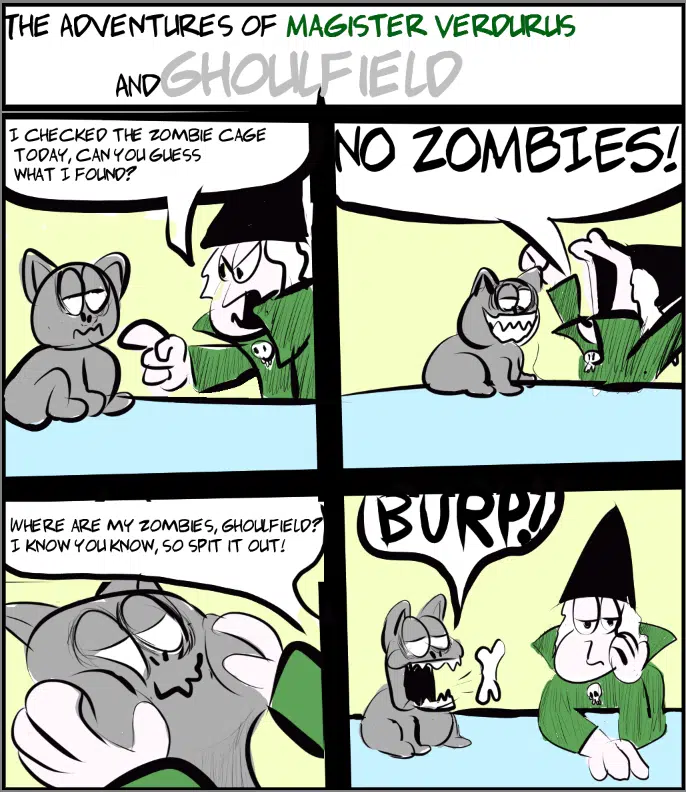 THE ADVENTURES OF MAGISTER VERDURUS
AND GHOULFIELD
I CHECKED THE ZOMBIE CAGE
TODAY, CAN YOU GUESS
WHAT I FOUND?
NO ZOMBIES!
WHERE ARE MY ZOMBIES, GHOULFIELD?
I KNOW YOU KNOW, SO SPIT IT OUT!
BURP!!